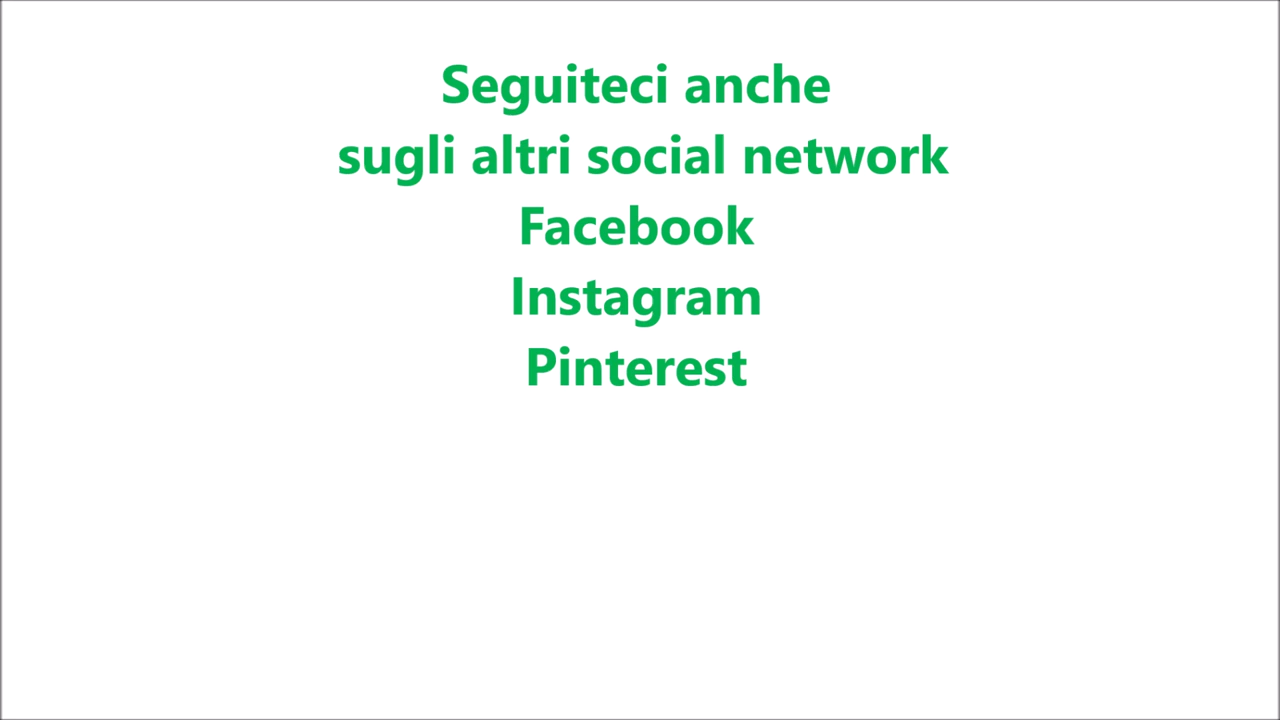 Seguiteci anche
sugli altri social network
Facebook
Instagram
Pinterest